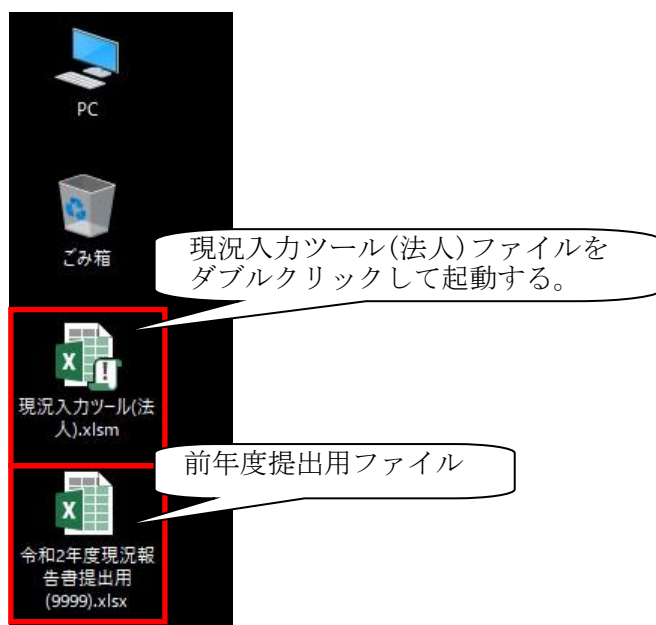 PC
ごみ箱
現況入力ツール(法人)ファイルを
ダブルクリックして起動する。
現況入力ツール(法
人).xlsm
前年度提出用ファイル
令和2年度現況報
告書提出用
(9999).xlsx